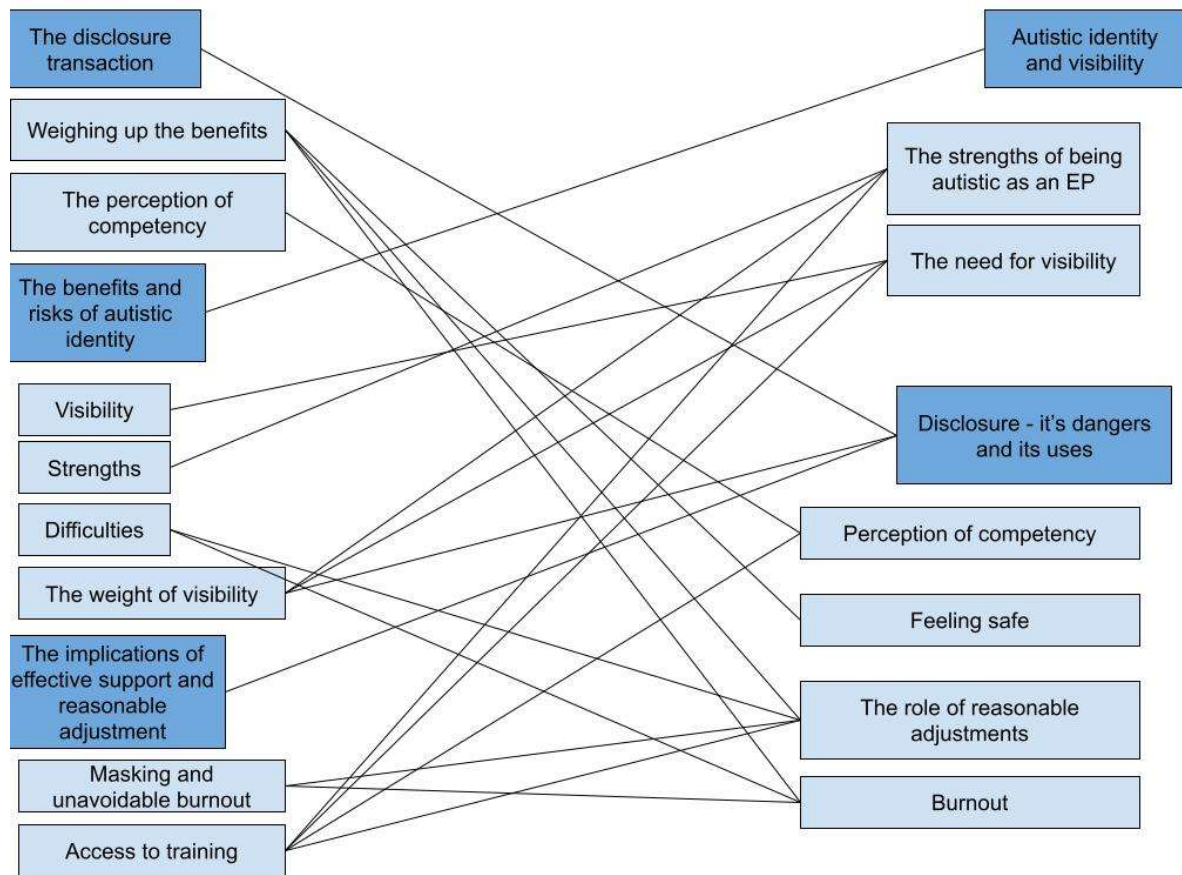 The disclosure
transaction
Weighing up the benefits
The perception of
competency
The benefits and
risks of autistic
identity
Visibility
Strengths
Difficulties
The weight of visibility
The implications of
effective support and
reasonable
adjustment
Masking and
unavoidable burnout
Access to training
Autistic identity
and visibility
The strengths of being
autistic as an EP
The need for visibility
Disclosure - it's dangers
and its uses
Perception of competency
Feeling safe
The role of reasonable
adjustments
Burnout